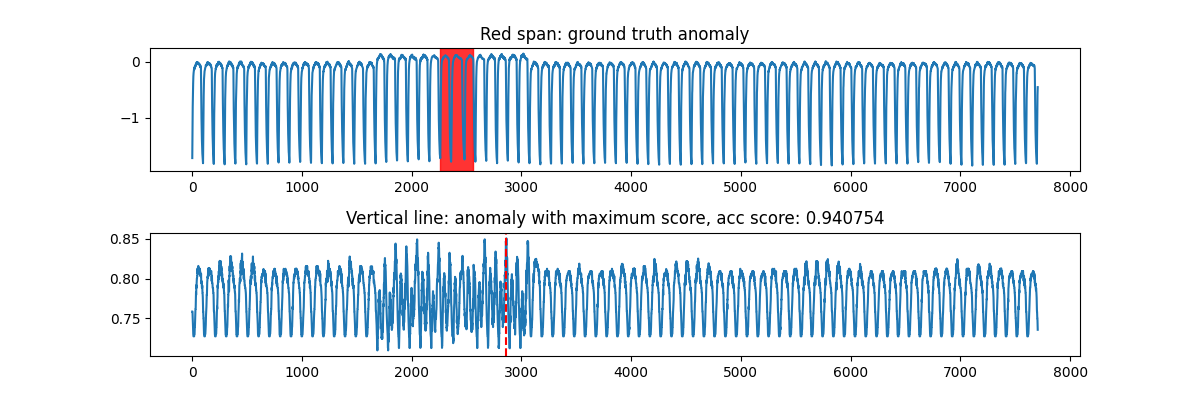 Red span: ground truth anomaly
0
−1
0 1000 2000 3000 4000 5000 6000 7000 8000
Vertical line: anomaly with maximum score, acc score: 0.940754
0.85
0.80
0.75
0 1000 2000 3000 4000 5000 6000 7000 8000